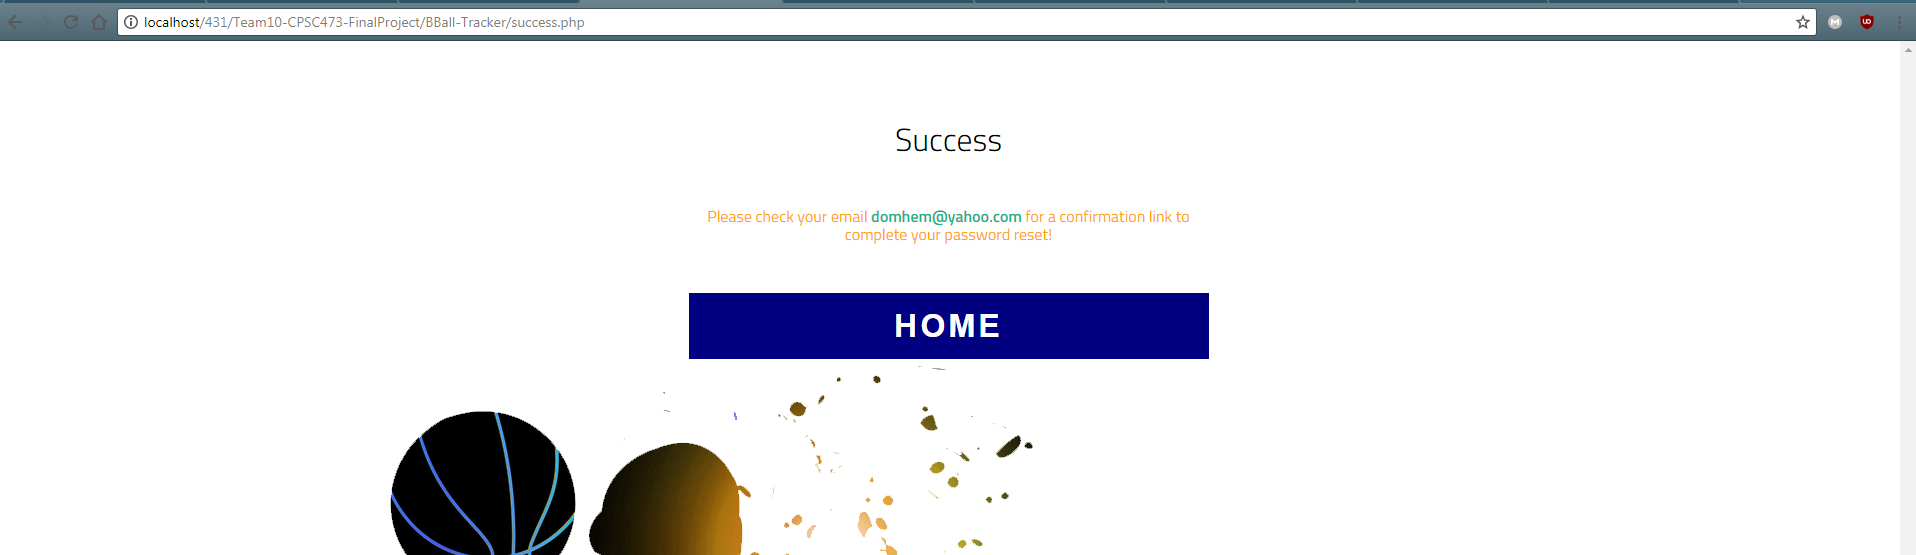 localhost/431/Team10-CPSC473-FinalProject/BBall-Tracker/success.php
Success
Please check your email domhem@yahoo.com for a confirmation link to
complete your password reset!
HOME